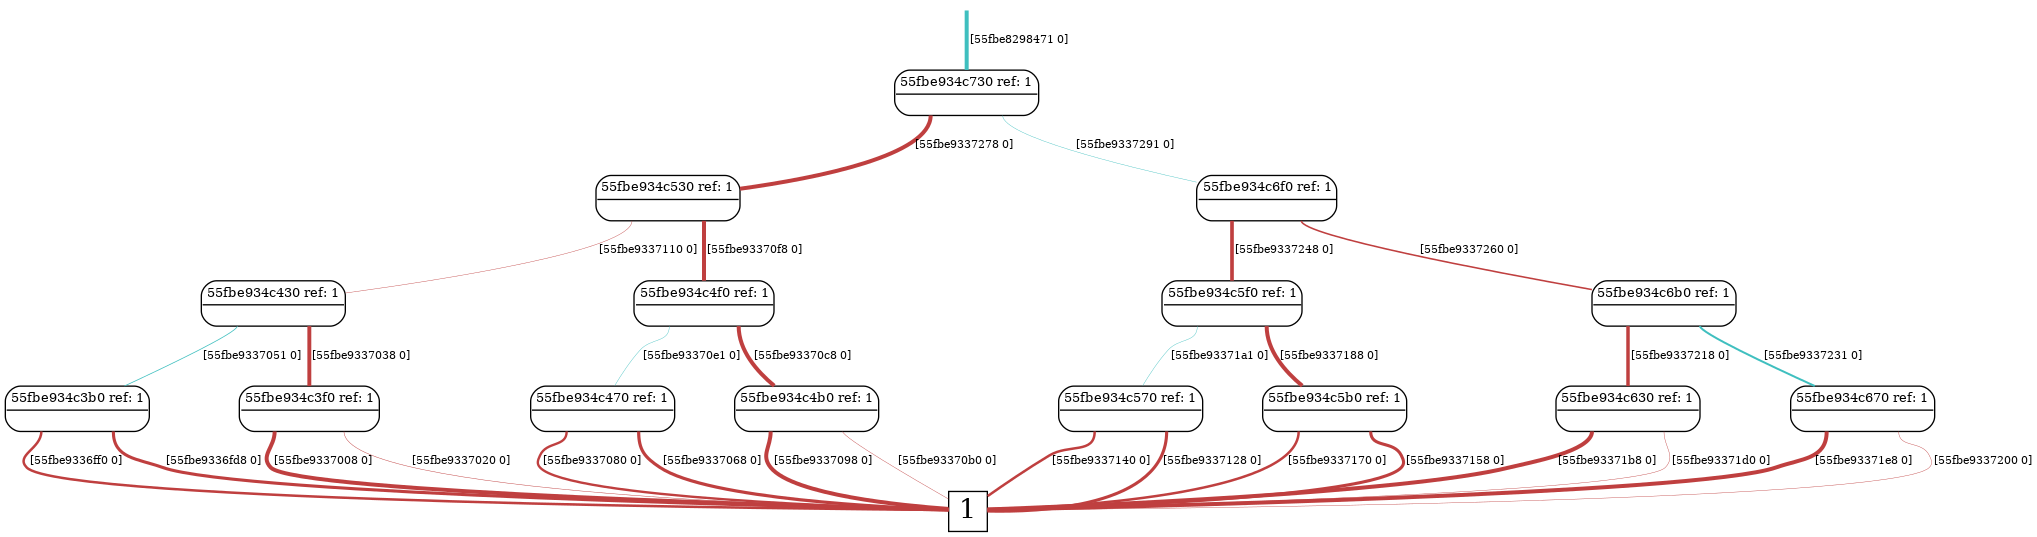 [55fbe8298471 0]
55fbe934c730 ref: 1
[55fbe9337278 0]
[55fbe9337291 0]
55fbe934c530 ref: 1
55fbe934c6f0 ref: 1
[55fbe9337110 0]
[55fbe93370f8 0]
[55fbe9337248 0]
[55fbe9337260 0]
55fbe934c430 ref: 1
55fbe934c4f0 ref: 1
55fbe934c5f0 ref: 1
55fbe934c6b0 ref: 1
[55fbe9337051 0]
[55fbe9337038 0]
[55fbe93370e1 0]
[55fbe93370c8 0]
[55fbe93371a1 0]
[55fbe9337188 0]
[55fbe9337218 0]
[55fbe9337231 0]
55fbe934c3b0 ref: 1
55fbe934c3f0 ref: 1
55fbe934c470 ref: 1
55fbe934c4b0 ref: 1
55fbe934c570 ref: 1
55fbe934c5b0 ref: 1
55fbe934c630 ref: 1
55fbe934c670 ref: 1
[55fbe9336ff0 0]
[55fbe9336fd8 0]
[55fbe9337008 0]
[55fbe9337020 0]
[55fbe9337080 0]
[55fbe9337068 0]
[55fbe9337098 0]
[55fbe93370b0 0]
[55fbe9337140 0]
[55fbe9337128 0]
[55fbe9337170 0]
[55fbe9337158 0]
[55fbe93371b8 0]
[55fbe93371d0 0]
[55fbe93371e8 0]
[55fbe9337200 0]
1